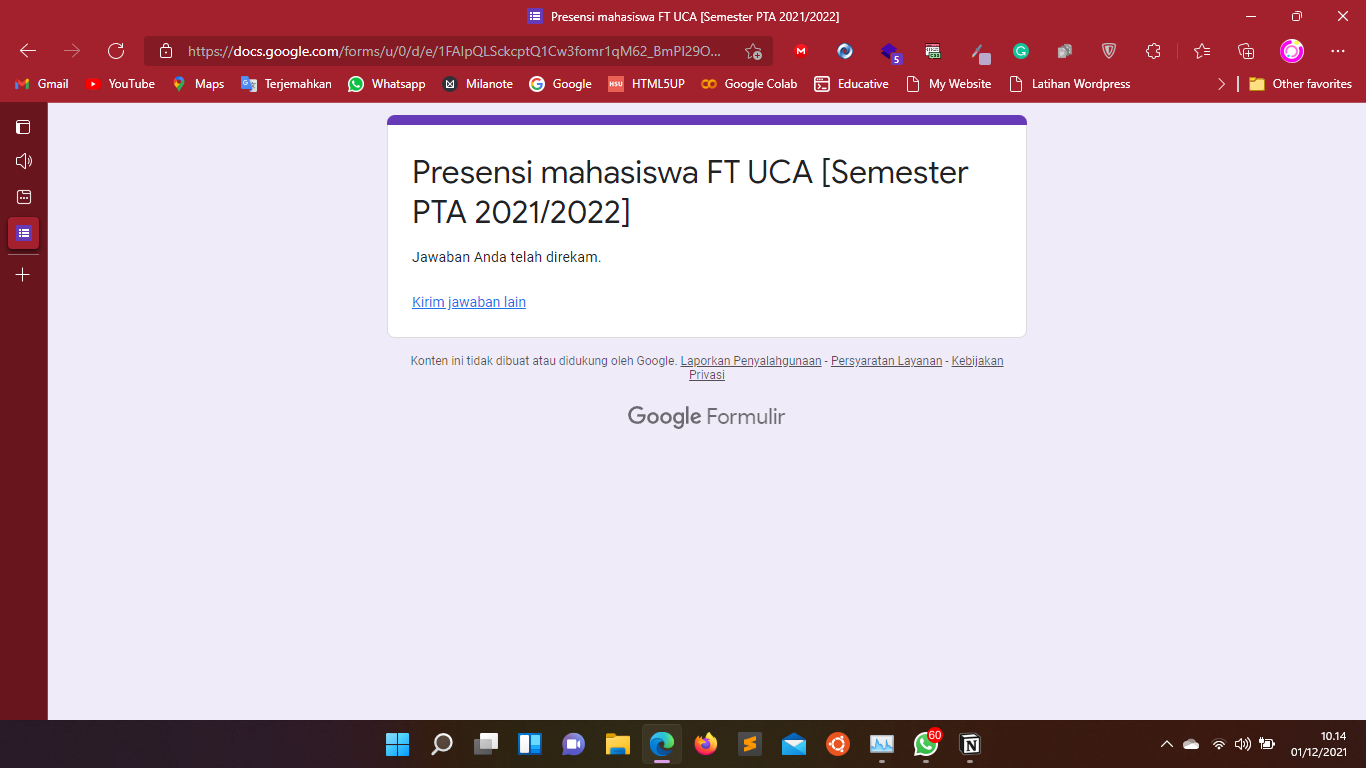 Presensi mahasiswa FT UCA [Semester PTA 2021/2022]
https://docs.google.com/forms/u/0/d/e/1FAIpQLSckcptQ1Cw3fomr1qM62_BmPI29O...
5
Gmail YouTube Maps Terjemahkan Whatsapp Milanote Google HTML5UP Google Colab Educative My Website Latihan Wordpress Other favorites
Presensi mahasiswa FT UCA [Semester
PTA 2021/2022]
Jawaban Anda telah direkam.
Kirim jawaban lain
Konten ini tidak dibuat atau didukung oleh Google. Laporkan Penyalahgunaan - Persyaratan Layanan - Kebijakan
Privasi
Google Formulir
60
10.14
01/12/2021